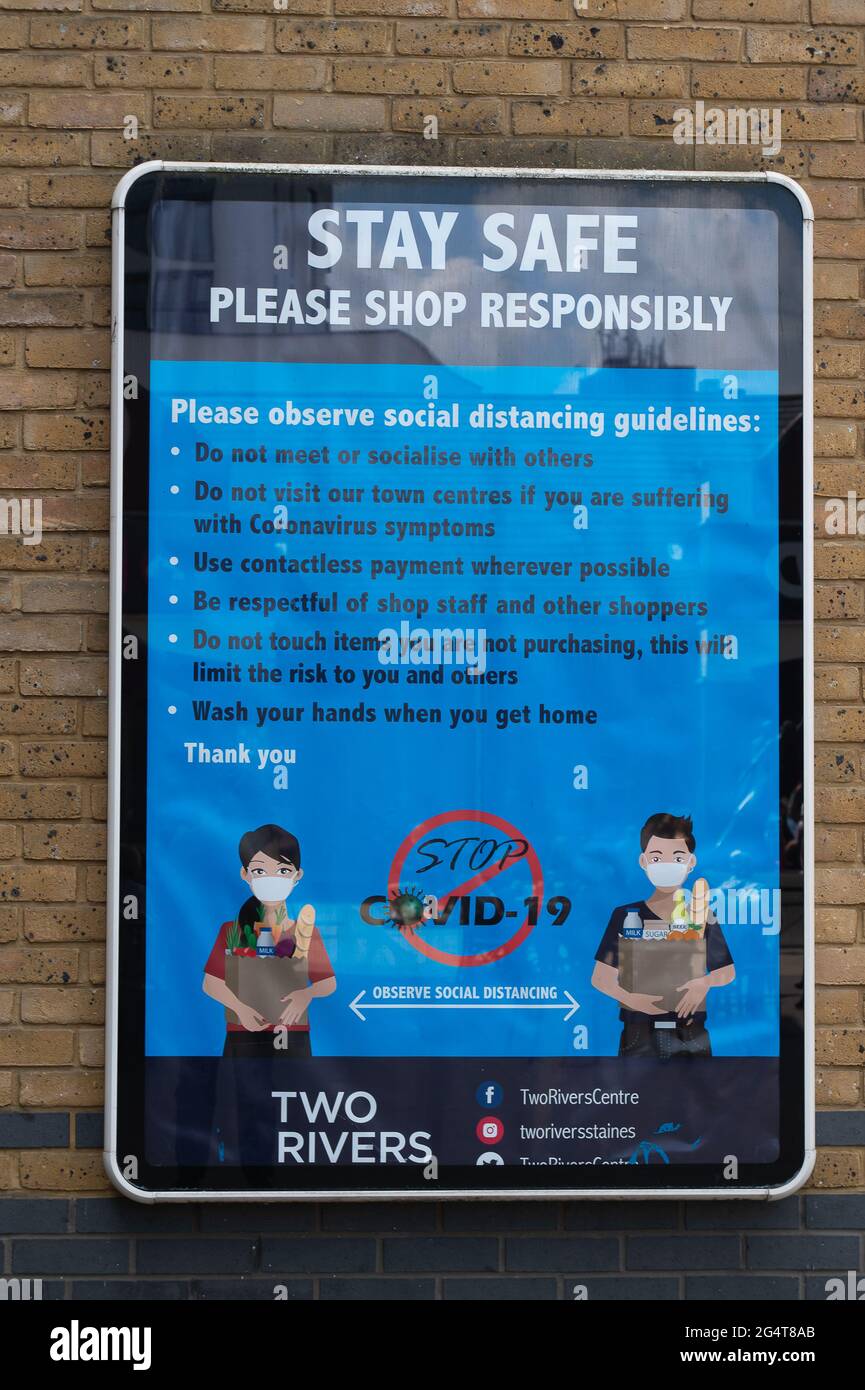 STAY SAFE
PLEASE SHOP RESPONSIBLY
Please observe social distancing guidelines:
• Do not meet or socialise with others
• Do not visit our town centres if you are suffering
with Coronavirus symptoms
• Use contactless payment wherever possible
• Be respectful of shop staff and other shoppers
• Do not touch items you are not purchasing, this will
limit the risk to you and others
• Wash your hands when you get home
Thank you
STOP
COVID-19
MILK
MILK
SUGAR
BEER
OBSERVE SOCIAL DISTANCING
TWO
RIVERS
TwoRiversCentre
tworiversstaines
TwoRiversCentre
alamy
Image ID: 2G4T8AB
www.alamy.com